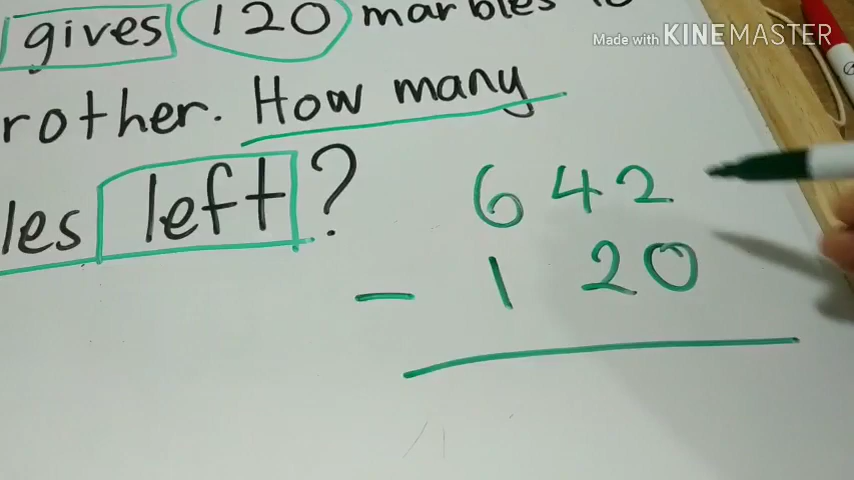 gives 120 marbles
rother. How many
les left?
642
- 120
Made with KINEMASTER